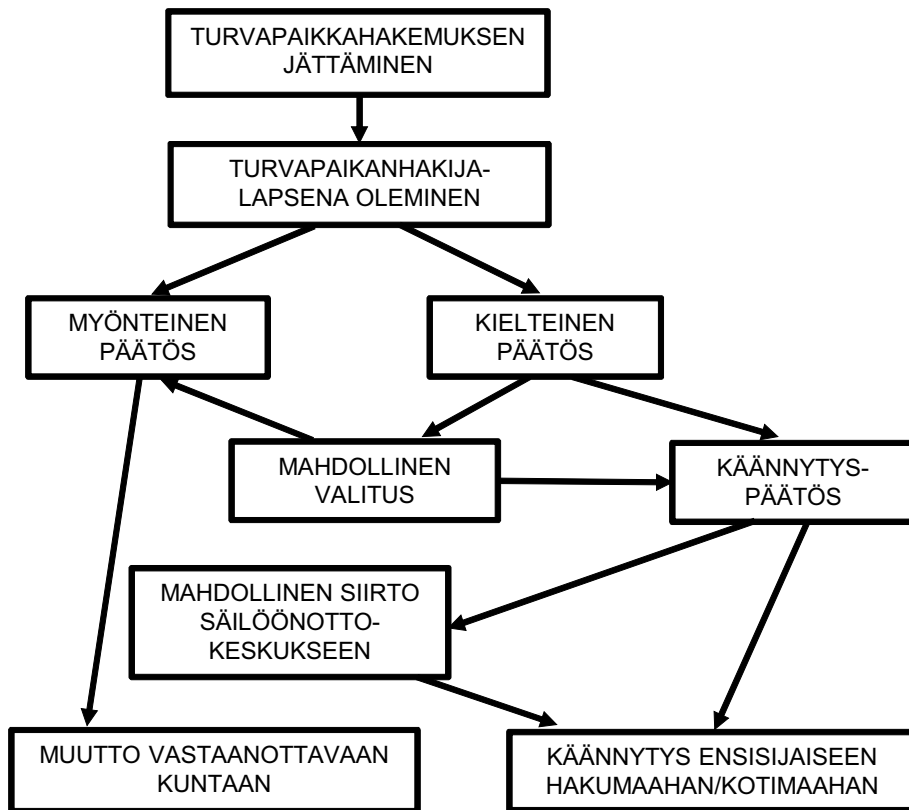 TURVAPAIKKAHAKEMUKSEN
JÄTTÄMINEN
TURVAPAIKANHAKIJA-
LAPSENA OLEMINEN
MYÖNTEINEN
PÄÄTÖS
KIELTEINEN
PÄÄTÖS
MAHDOLLINEN
VALITUS
KÄÄNNYTYS-
PÄÄTÖS
MAHDOLLINEN SIIRTO
SÄILÖÖNOTTO-
KESKUKSEEN
MUUTTO VASTAANOTTAVAAN
KUNTAAN
KÄÄNNYTYS ENSISIJAISEEN
HAKUMAAHAN/KOTIMAAHAN